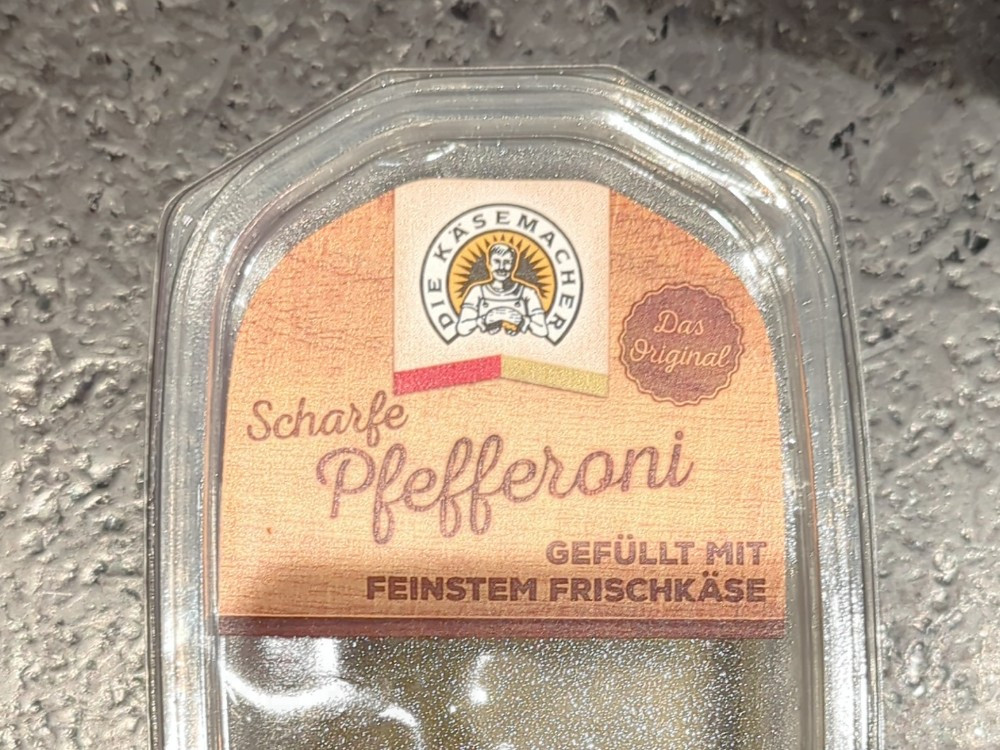 DIE KÄSEMACHER
Das
Original
Scharfe
Pfefferoni
GEFÜLLT MIT
FEINSTEM FRISCHKÄSE